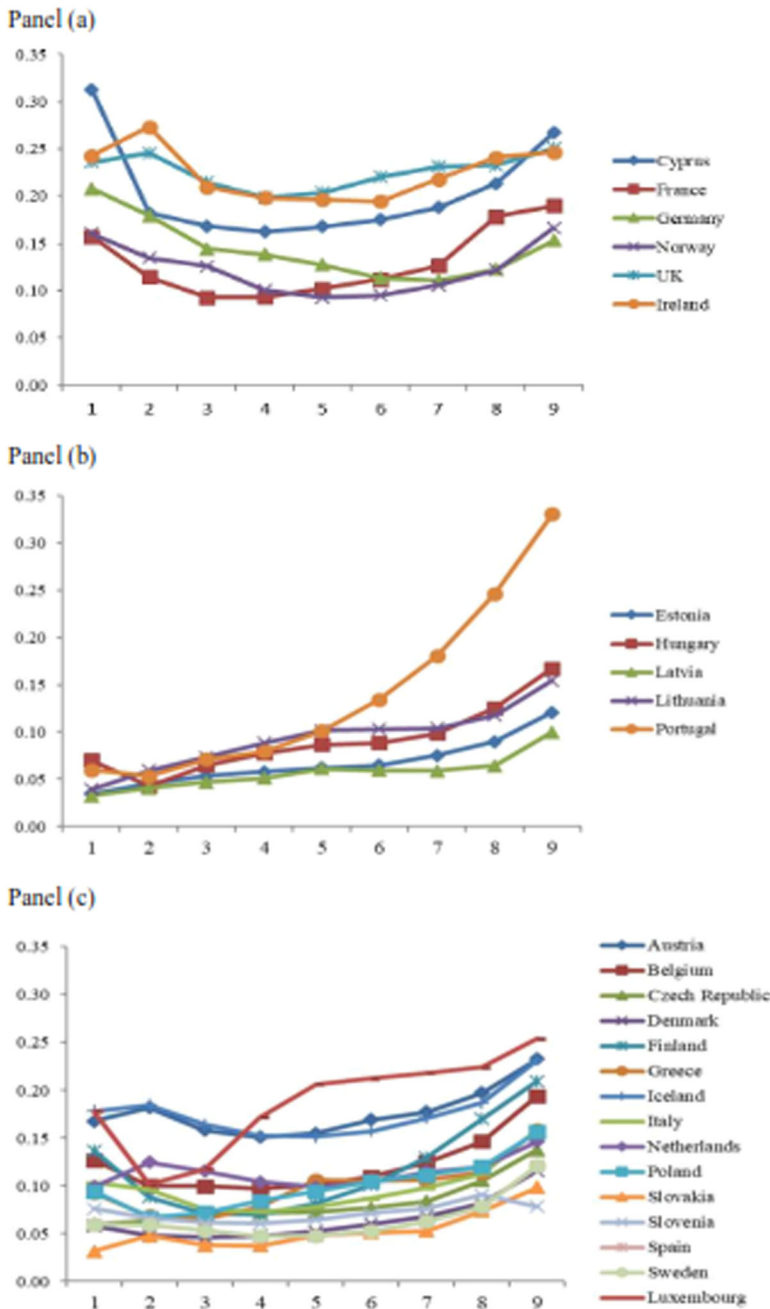 Panel (a)
0.35
0.30
0.25
0.20
0.15
0.10
0.05
0.00
1 2 3 4 5 6 7 8 9
Cyprus
France
Germany
Norway
UK
Ireland
Panel (b)
0.35
0.30
0.25
0.20
0.15
0.10
0.05
0.00
1 2 3 4 5 6 7 8 9
Estonia
Hungary
Latvia
Lithuania
Portugal
Panel (c)
0.35
0.30
0.25
0.20
0.15
0.10
0.05
0.00
1 2 3 4 5 6 7 8 9
Austria
Belgium
Czech Republic
Denmark
Finland
Greece
Iceland
Italy
Netherlands
Poland
Slovakia
Slovenia
Spain
Sweden
Luxembourg